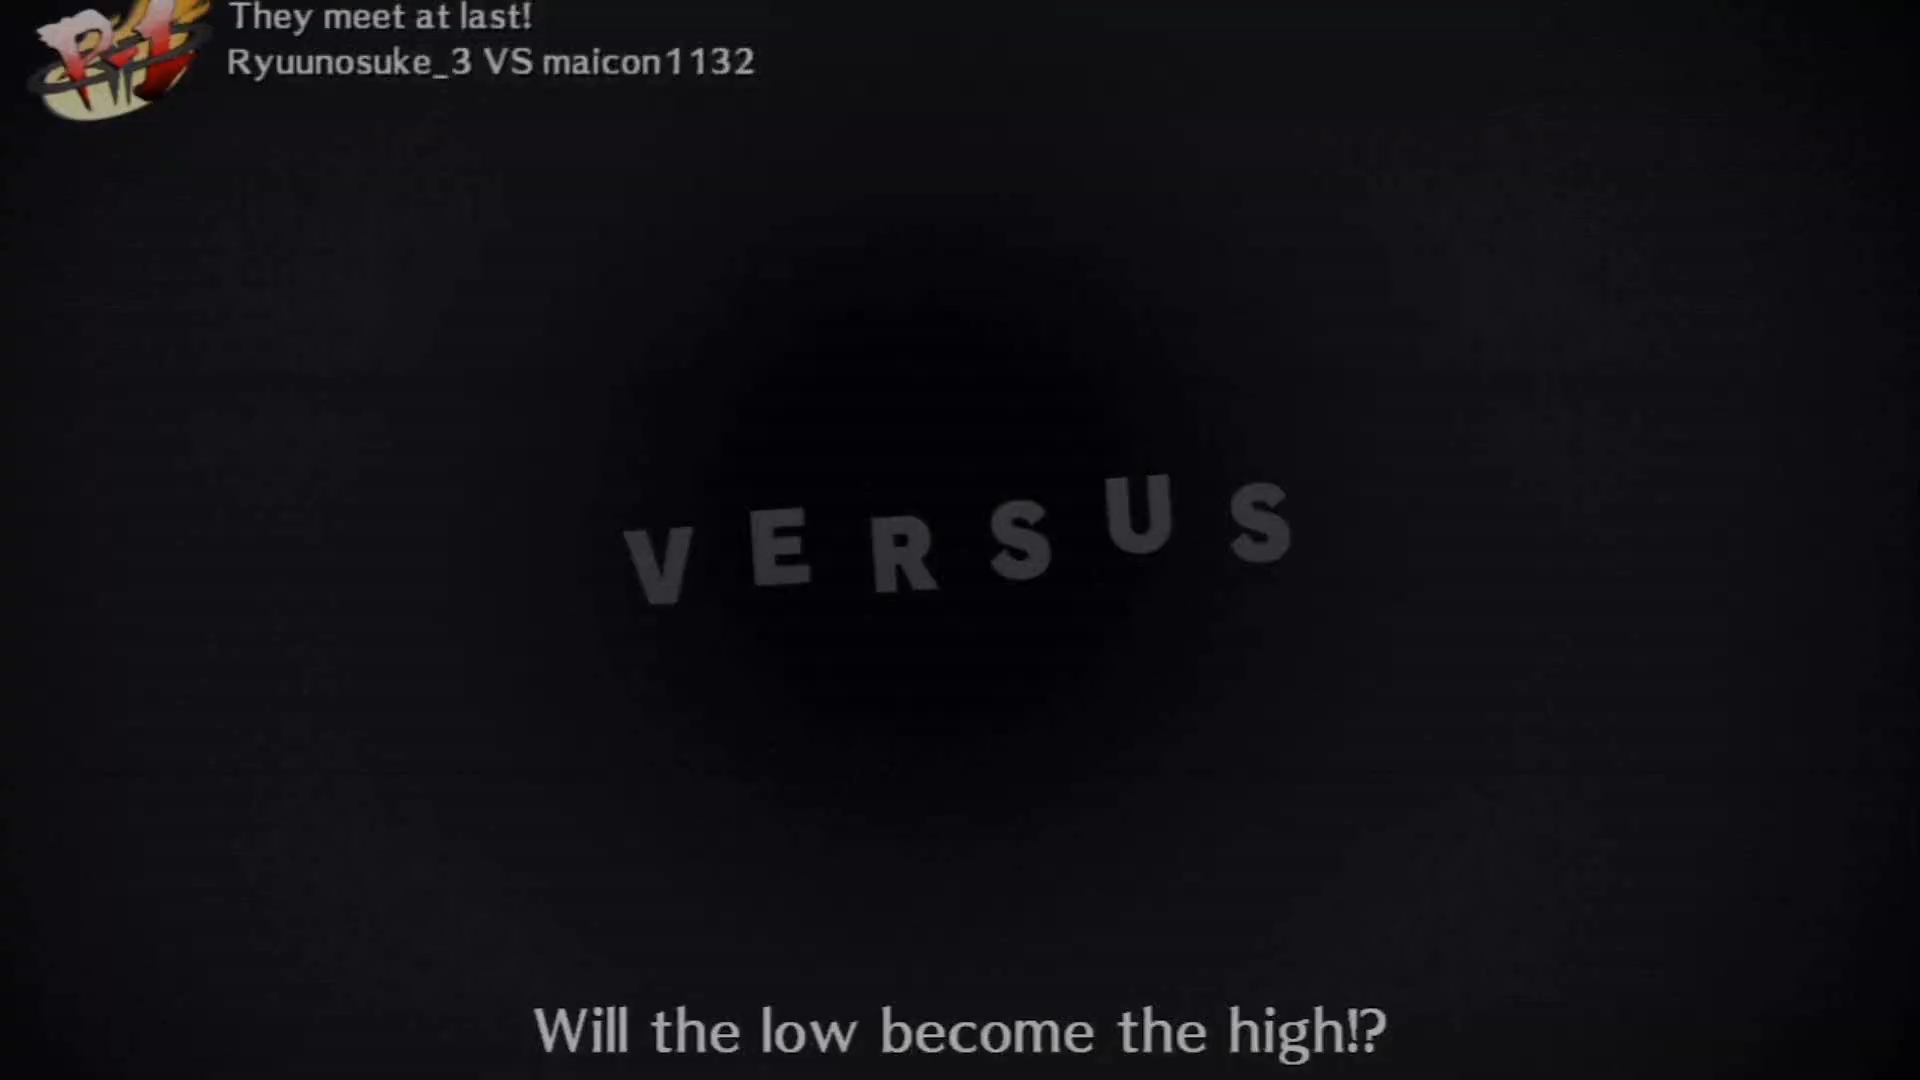 They meet at last!
Ryuunosuke_3 VS maicon1132
VERSUS
Will the low become the high!?